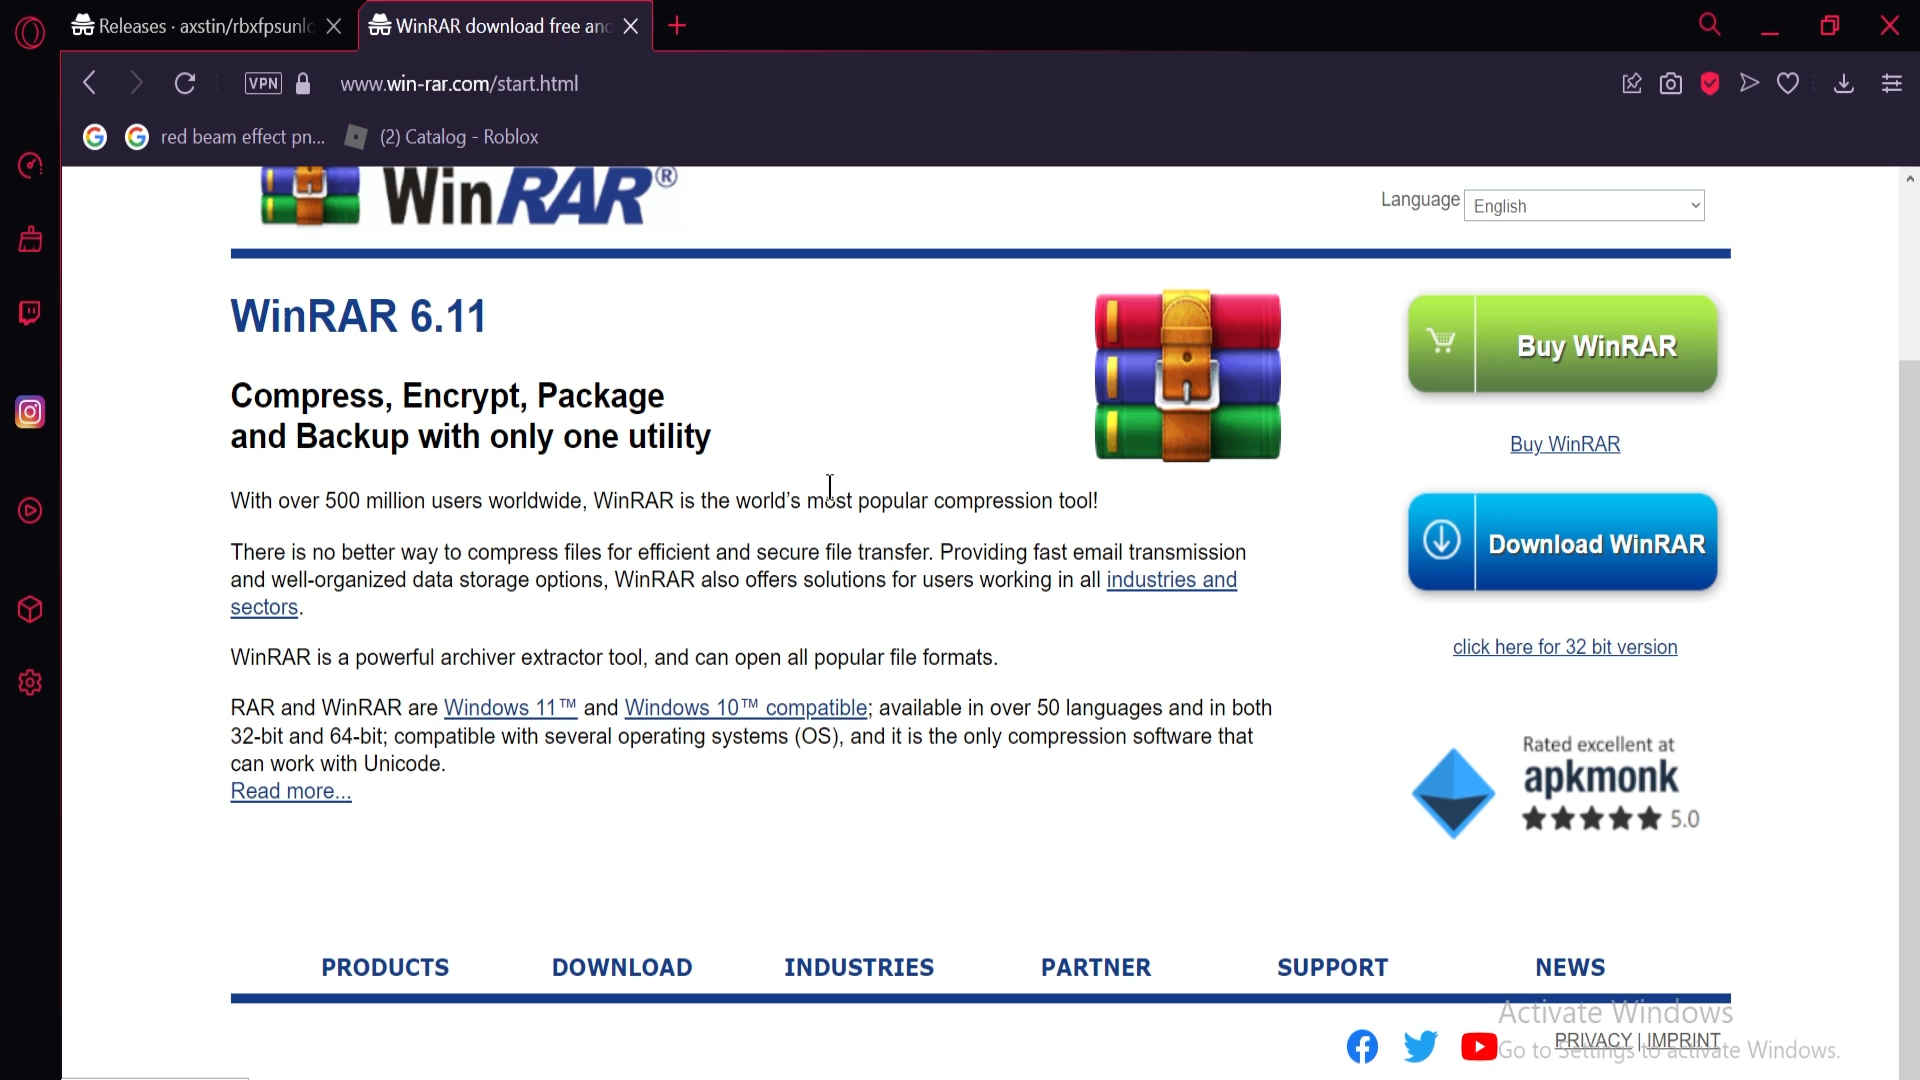 Releases · axstin/rbxfpsunlo
WinRAR download free and
VPN
www.win-rar.com/start.html
red beam effect pn...
(2) Catalog - Roblox
WinRAR®
Language
English
WinRAR 6.11
Compress, Encrypt, Package
and Backup with only one utility
With over 500 million users worldwide, WinRAR is the world's most popular compression tool!
There is no better way to compress files for efficient and secure file transfer. Providing fast email transmission
and well-organized data storage options, WinRAR also offers solutions for users working in all industries and
sectors.
WinRAR is a powerful archiver extractor tool, and can open all popular file formats.
RAR and WinRAR are Windows 11™ and Windows 10™ compatible; available in over 50 languages and in both
32-bit and 64-bit; compatible with several operating systems (OS), and it is the only compression software that
can work with Unicode.
Read more...
Buy WinRAR
Buy WinRAR
Download WinRAR
click here for 32 bit version
Rated excellent at
apkmonk
5.0
PRODUCTS DOWNLOAD INDUSTRIES PARTNER SUPPORT NEWS
Activate Windows
PRIVACY | IMPRINT
Go to Settings to activate Windows.